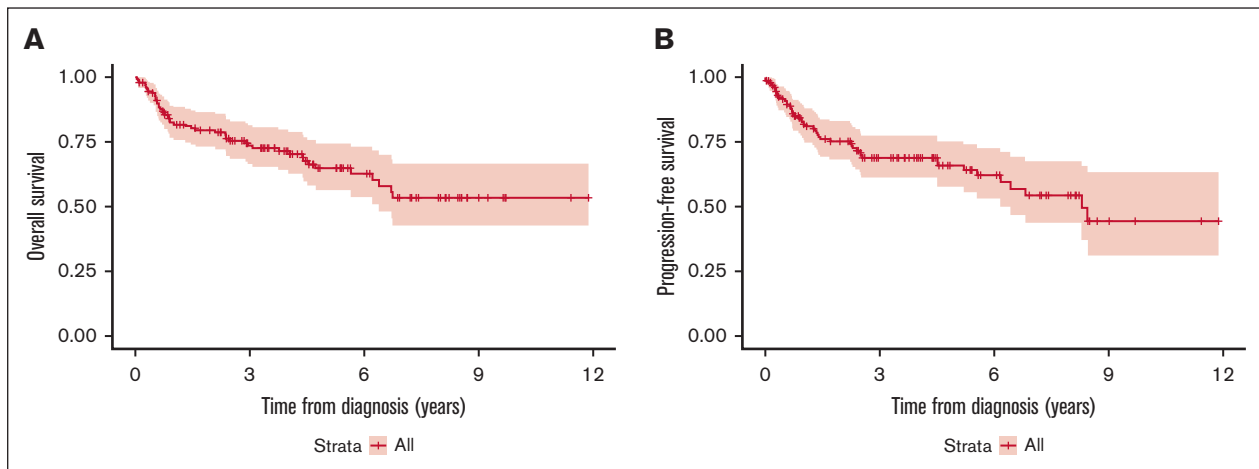 A
Overall survival
1.00
0.75
0.50
0.25
0.00
0 3 6 9 12
Time from diagnosis (years)
Strata All
B
Progression-free survival
1.00
0.75
0.50
0.25
0.00
0 3 6 9 12
Time from diagnosis (years)
Strata All